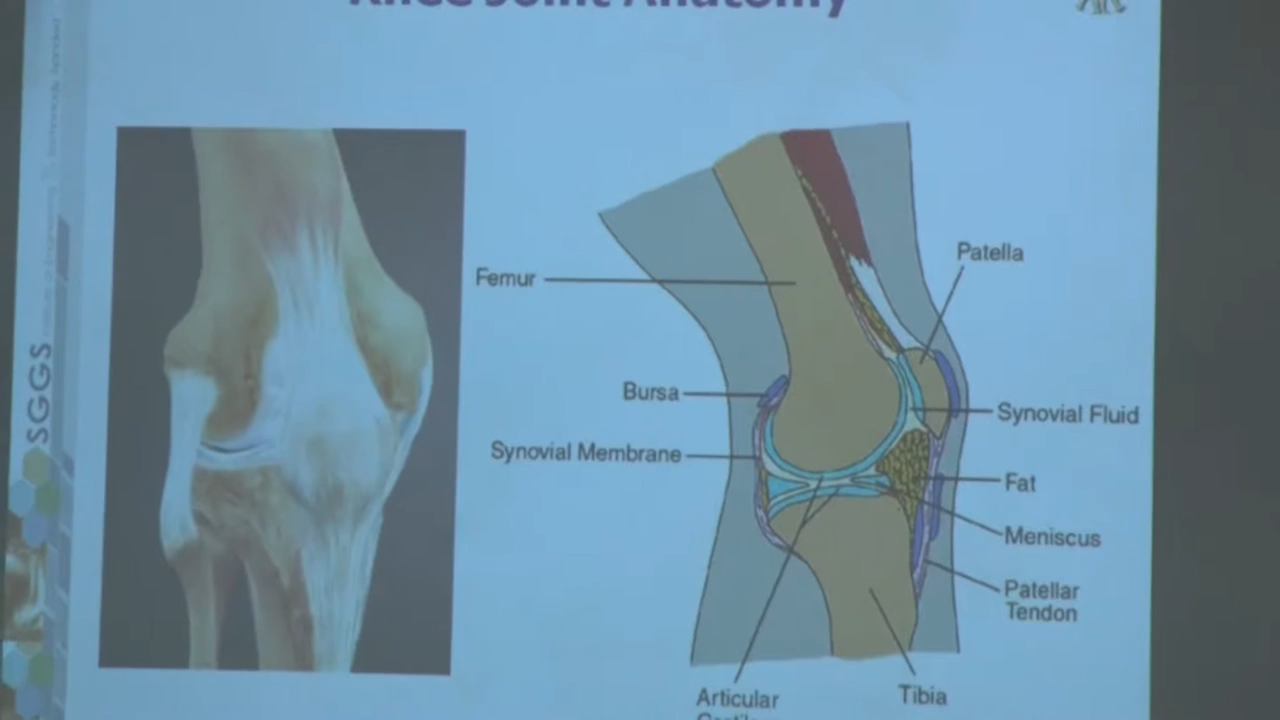 Knee Joint Anatomy
SGGS
Femur
Patella
Bursa
Synovial Fluid
Synovial Membrane
Fat
Meniscus
Patellar
Tendon
Articular
Tibia